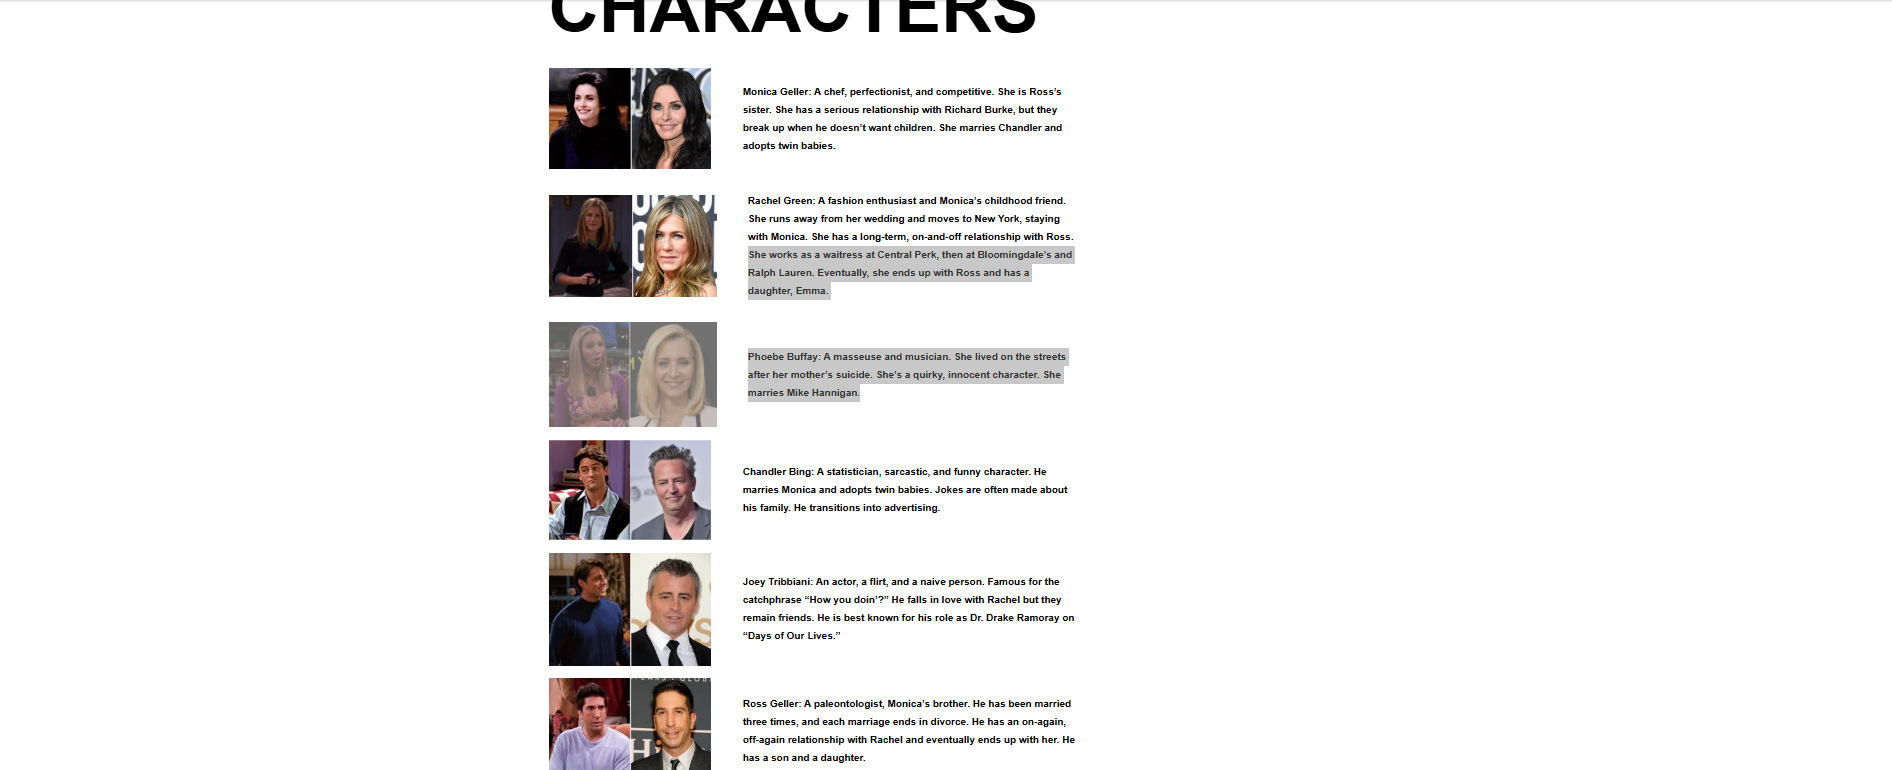 CHARACTERS
Monica Geller: A chef, perfectionist, and competitive. She is Ross’s
sister. She has a serious relationship with Richard Burke, but they
break up when he doesn’t want children. She marries Chandler and
adopts twin babies.
Rachel Green: A fashion enthusiast and Monica’s childhood friend.
She runs away from her wedding and moves to New York, staying
with Monica. She has a long-term, on-and-off relationship with Ross.
She works as a waitress at Central Perk, then at Bloomingdale’s and
Ralph Lauren. Eventually, she ends up with Ross and has a
daughter, Emma.
Phoebe Buffay: A masseuse and musician. She lived on the streets
after her mother’s suicide. She’s a quirky, innocent character. She
marries Mike Hannigan.
Chandler Bing: A statistician, sarcastic, and funny character. He
marries Monica and adopts twin babies. Jokes are often made about
his family. He transitions into advertising.
Joey Tribbiani: An actor, a flirt, and a naive person. Famous for the
catchphrase “How you doin’?” He falls in love with Rachel but they
remain friends. He is best known for his role as Dr. Drake Ramoray on
“Days of Our Lives.”
Ross Geller: A paleontologist, Monica’s brother. He has been married
three times, and each marriage ends in divorce. He has an on-again,
off-again relationship with Rachel and eventually ends up with her. He
has a son and a daughter.